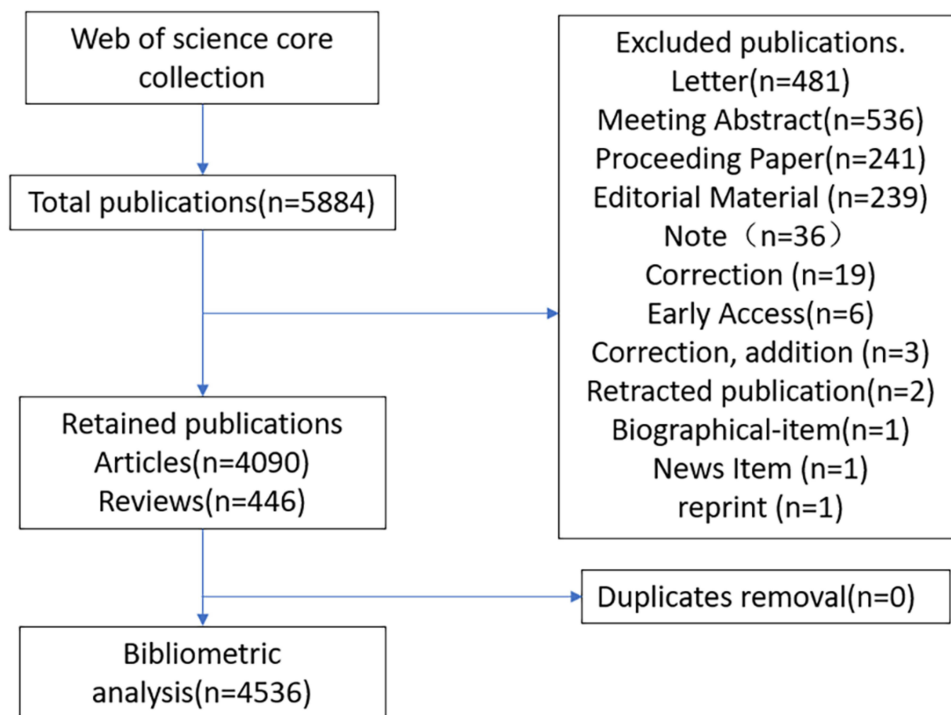 Web of science core
collection
Total publications(n=5884)
Excluded publications.
Letter(n=481)
Meeting Abstract(n=536)
Proceeding Paper(n=241)
Editorial Material (n=239)
Note（n=36）
Correction (n=19)
Early Access(n=6)
Correction, addition (n=3)
Retracted publication(n=2)
Biographical-item(n=1)
News Item (n=1)
reprint (n=1)
Retained publications
Articles(n=4090)
Reviews(n=446)
Duplicates removal(n=0)
Bibliometric
analysis(n=4536)